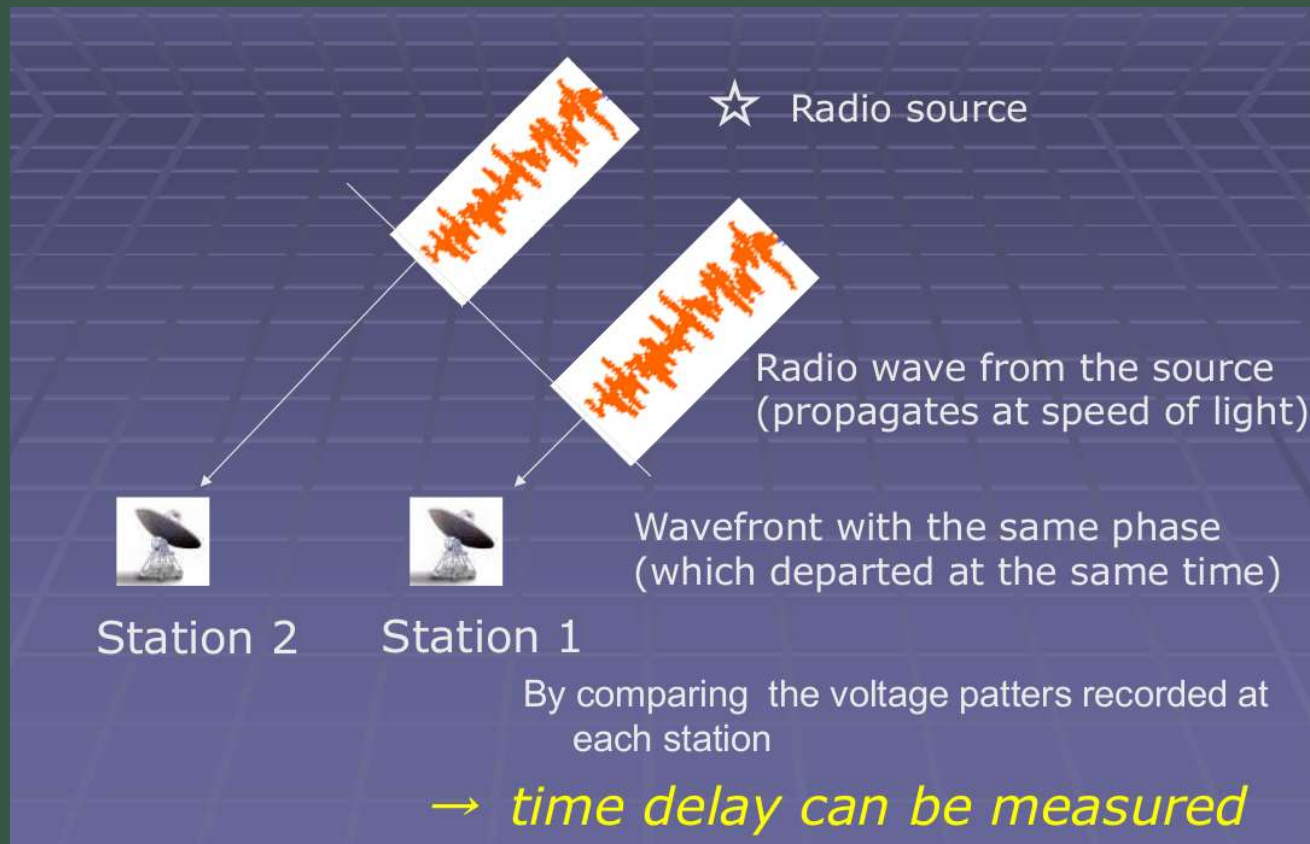 ☆ Radio source
Radio wave from the source
(propagates at speed of light)
Wavefront with the same phase
(which departed at the same time)
Station 2
Station 1
By comparing the voltage patters recorded at
each station
→ time delay can be measured